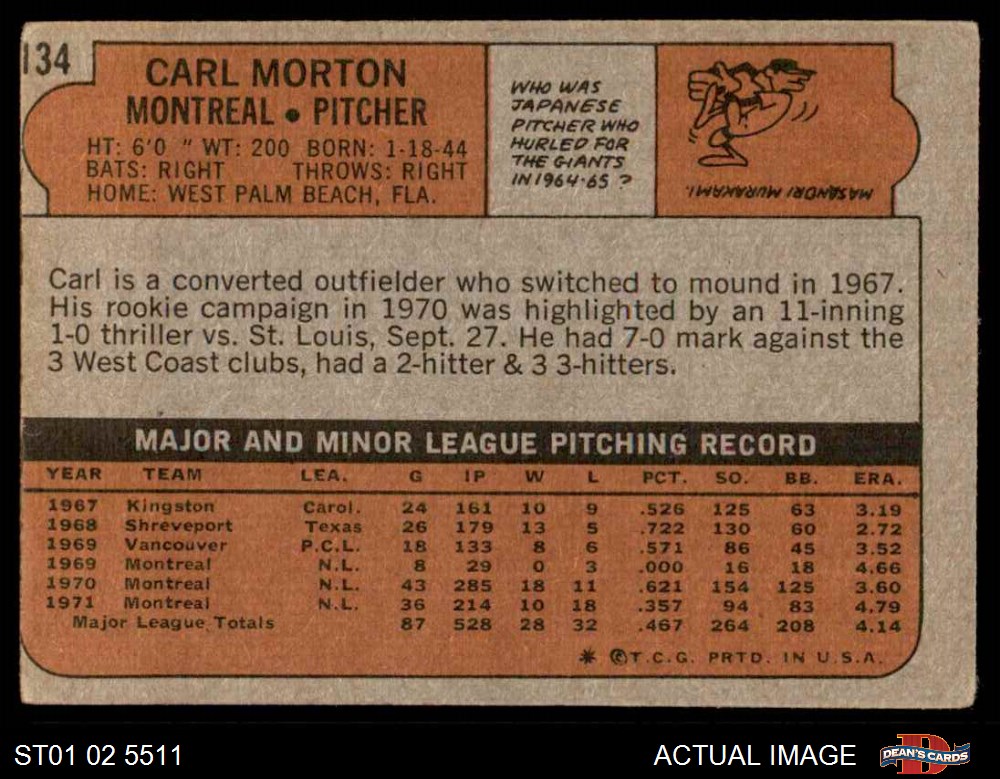 134
CARL MORTON
MONTREAL • PITCHER
HT: 6'0 " WT: 200 BORN: 1-18-44
BATS: RIGHT THROWS: RIGHT
HOME: WEST PALM BEACH, FLA.
WHO WAS
JAPANESE
PITCHER WHO
HURLED FOR
THE GIANTS
IN 1964-65 ?
MASANORI MURAKAMI.
Carl is a converted outfielder who switched to mound in 1967.
His rookie campaign in 1970 was highlighted by an 11-inning
1-0 thriller vs. St. Louis, Sept. 27. He had 7-0 mark against the
3 West Coast clubs, had a 2-hitter & 3 3-hitters.
MAJOR AND MINOR LEAGUE PITCHING RECORD
YEAR TEAM LEA. G IP W L PCT. SO. BB. ERA.
1967 Kingston Carol. 24 161 10 9 .526 125 63 3.19
1968 Shreveport Texas 26 179 13 5 .722 130 60 2.72
1969 Vancouver P.C.L. 18 133 8 6 .571 86 45 3.52
1969 Montreal N.L. 8 29 0 3 .000 16 18 4.66
1970 Montreal N.L. 43 285 18 11 .621 154 125 3.60
1971 Montreal N.L. 36 214 10 18 .357 94 83 4.79
Major League Totals 87 528 28 32 .467 264 208 4.14
* ©T.C.G. PRTD. IN U.S.A.
ST01 02 5511
ACTUAL IMAGE
D
DEAN'S CARDS